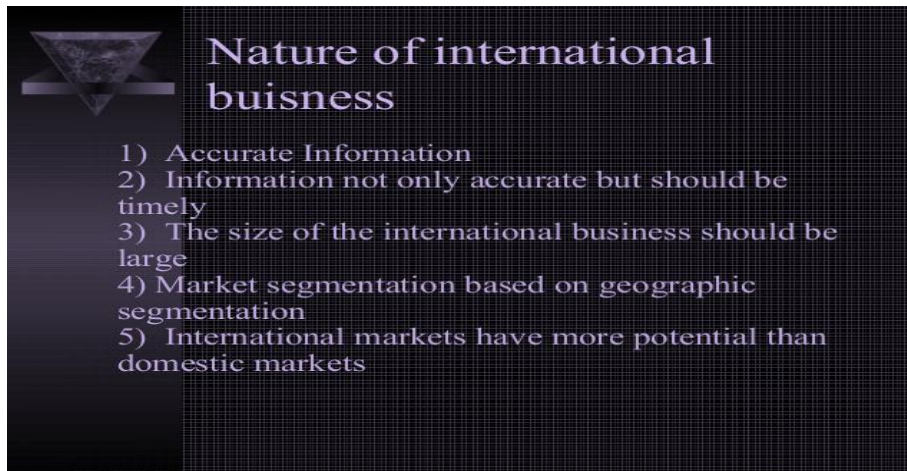 Nature of international
buisness
1) Accurate Information
2) Information not only accurate but should be
timely
3) The size of the international business should be
large
4) Market segmentation based on geographic
segmentation
5) International markets have more potential than
domestic markets